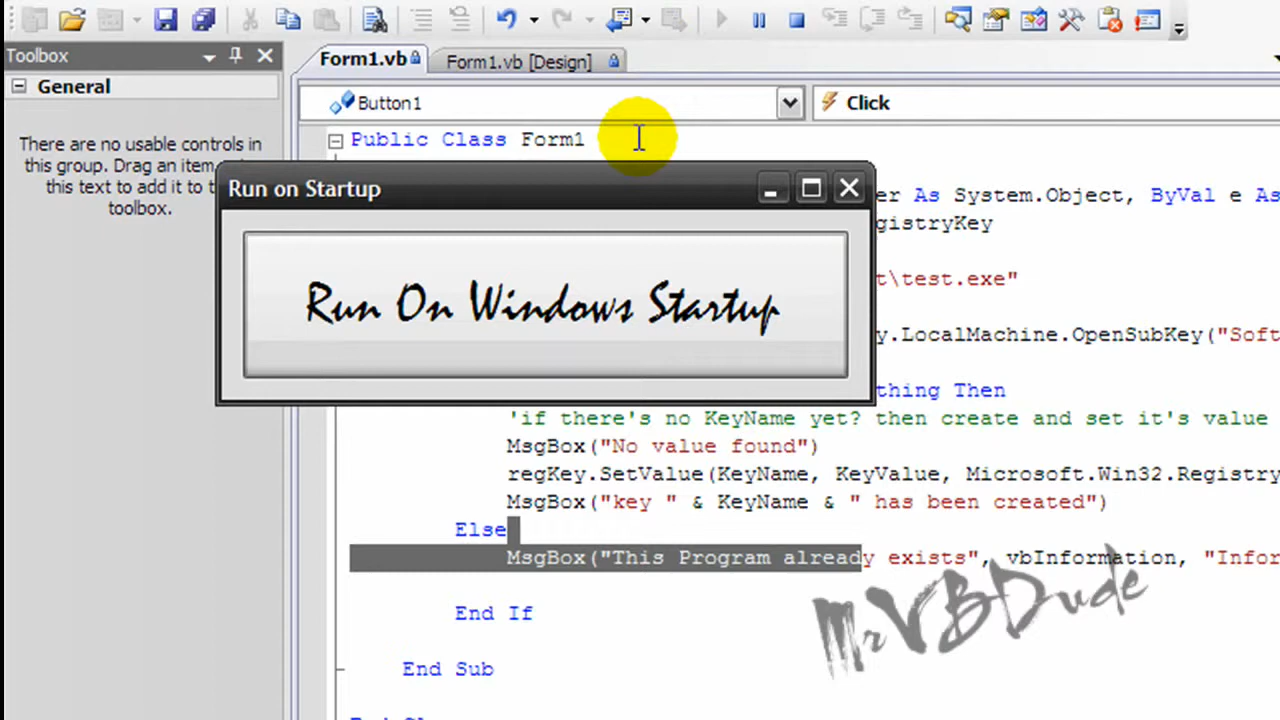 Toolbox
General
There are no usable controls in
this group. Drag an item
this text to add it to t
toolbox.
Form1.vb
Form1.vb [Design]
Button1
Click
Public Class Form1
Run on Startup
Run On Windows Startup
er As System.Object, ByVal e As
gistryKey
t\test.exe"
y.LocalMachine.OpenSubKey("Soft
thing Then
'if there's no KeyName yet? then create and set it's value
MsgBox("No value found")
regKey.SetValue(KeyName, KeyValue, Microsoft.Win32.Registry
MsgBox("key " & KeyName & " has been created")
Else
MsgBox("This Program already exists", vbInformation, "Infor
End If
End Sub
MrVBDude